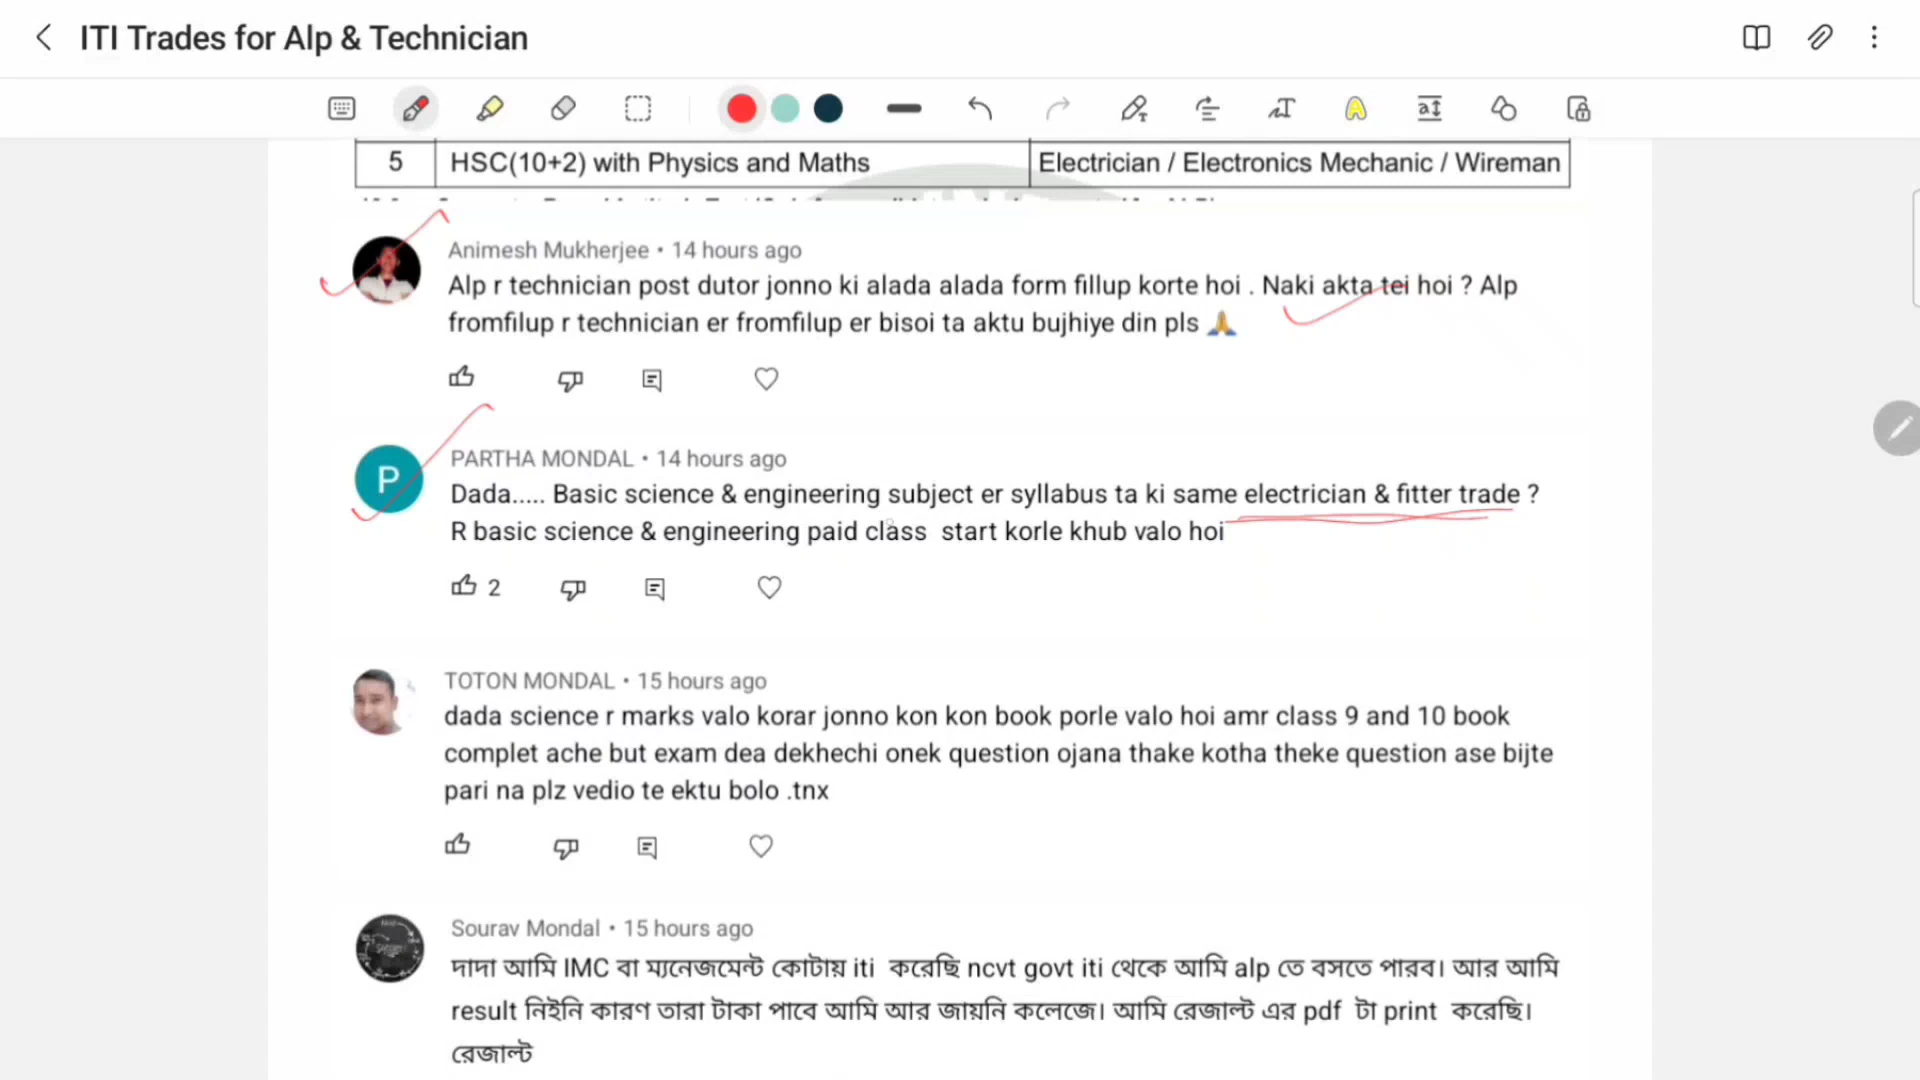 ITI Trades for Alp & Technician
5 HSC(10+2) with Physics and Maths Electrician / Electronics Mechanic / Wireman
Animesh Mukherjee • 14 hours ago
Alp r technician post dutor jonno ki alada alada form fillup korte hoi . Naki akta tei hoi ? Alp
fromfilup r technician er fromfilup er bisoi ta aktu bujhiye din pls 🙏
P
PARTHA MONDAL • 14 hours ago
Dada..... Basic science & engineering subject er syllabus ta ki same electrician & fitter trade ?
R basic science & engineering paid class start korle khub valo hoi
2
TOTON MONDAL • 15 hours ago
dada science r marks valo korar jonno kon kon book porle valo hoi amr class 9 and 10 book
complet ache but exam dea dekhechi onek question ojana thake kotha theke question ase bijte
pari na plz vedio te ektu bolo .tnx
Sourav Mondal • 15 hours ago
দাদা আমি IMC বা ম্যনেজমেন্ট কোটায় iti করেছি ncvt govt iti থেকে আমি alp তে বসতে পারব। আর আমি
result নিইনি কারণ তারা টাকা পাবে আমি আর জায়নি কলেজে। আমি রেজাল্ট এর pdf টা print করেছি।
রেজাল্ট